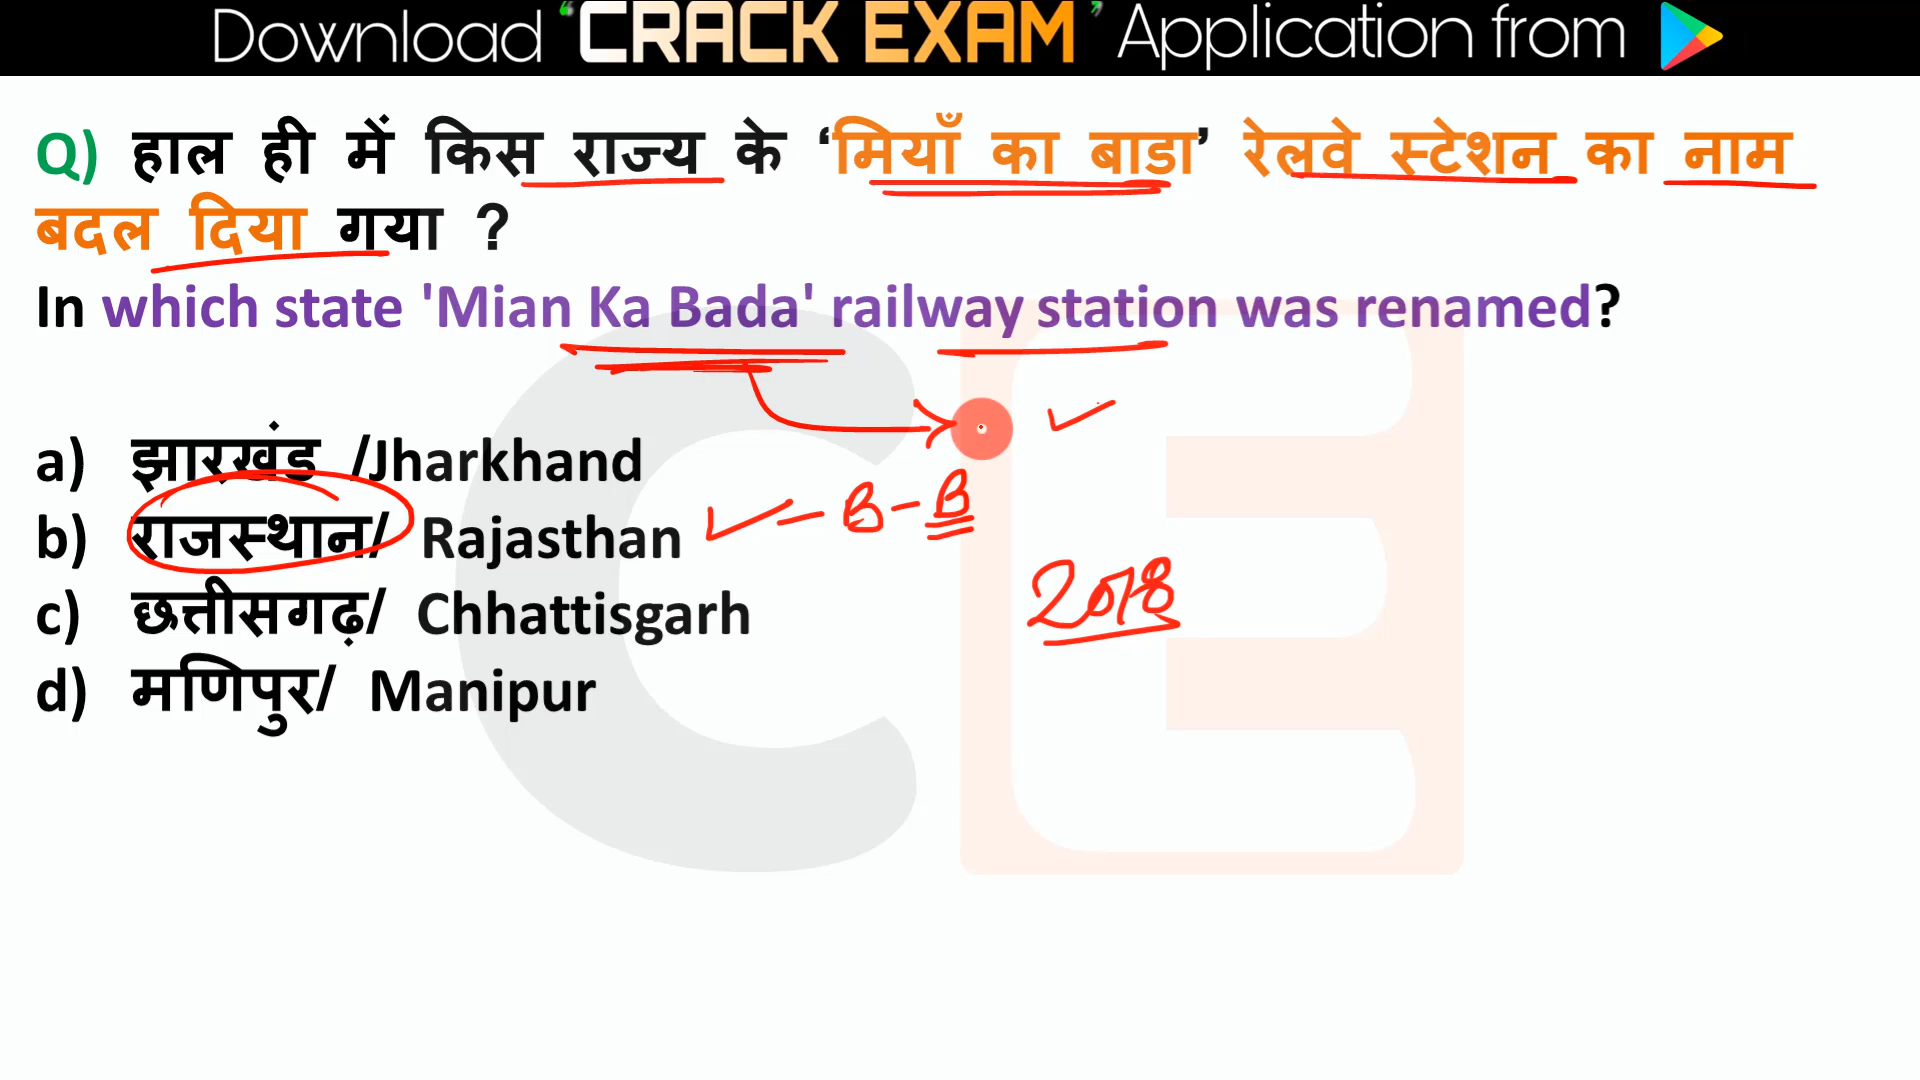 Download ‘CRACK EXAM’ Application from
Q) हाल ही में किस राज्य के ‘मियाँ का बाडा’ रेलवे स्टेशन का नाम
बदल दिया गया ?
In which state 'Mian Ka Bada' railway station was renamed?
a) झारखंड /Jharkhand
b) राजस्थान/ Rajasthan - B - B
2018
c) छत्तीसगढ़/ Chhattisgarh
d) मणिपुर/ Manipur
CE